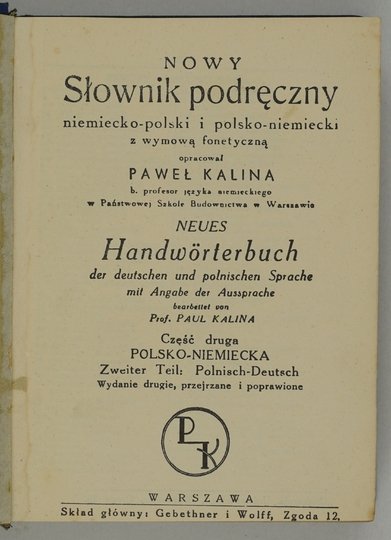 NOWY
Słownik podręczny
niemiecko-polski i polsko-niemiecki
z wymową fonetyczną
opracował
PAWEŁ KALINA
b. profesor języka niemieckiego
w Państwowej Szkole Budownictwa w Warszawie
NEUES
Handwörterbuch
der deutschen und polnischen Sprache
mit Angabe der Aussprache
bearbeitet von
Prof. PAUL KALINA
Część druga
POLSKO-NIEMIECKA
Zweiter Teil: Polnisch-Deutsch
Wydanie drugie, przejrzane i poprawione
PK
WARSZAWA
Skład główny: Gebethner i Wolff, Zgoda 12,